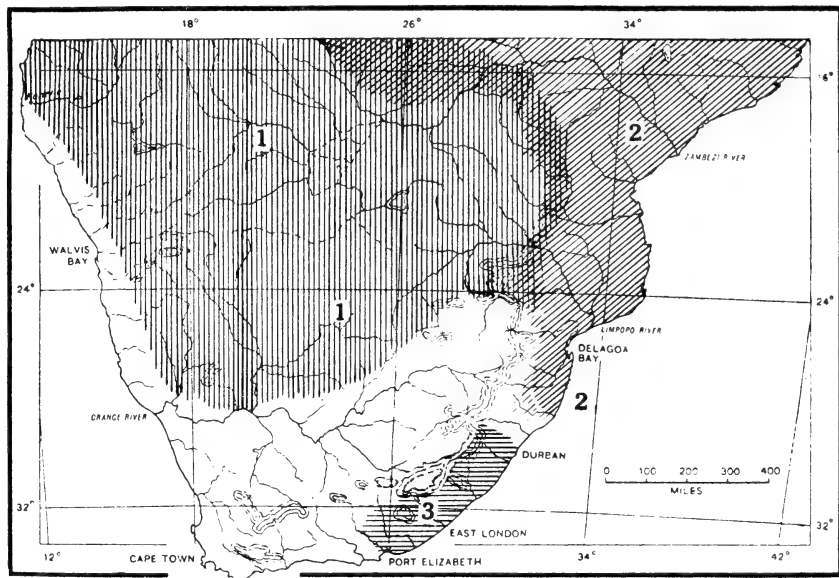 18°
26°
34°
16°
1
2
ZAMBEZI RIVER
WALVIS
BAY
24°
1
24°
LIMPOPO RIVER
DELAGOA
BAY
ORANGE RIVER
2
DURBAN
0 100 200 300 400
MILES
32°
3
32°
EAST LONDON
12°
CAPE TOWN
PORT ELIZABETH
34°
42°